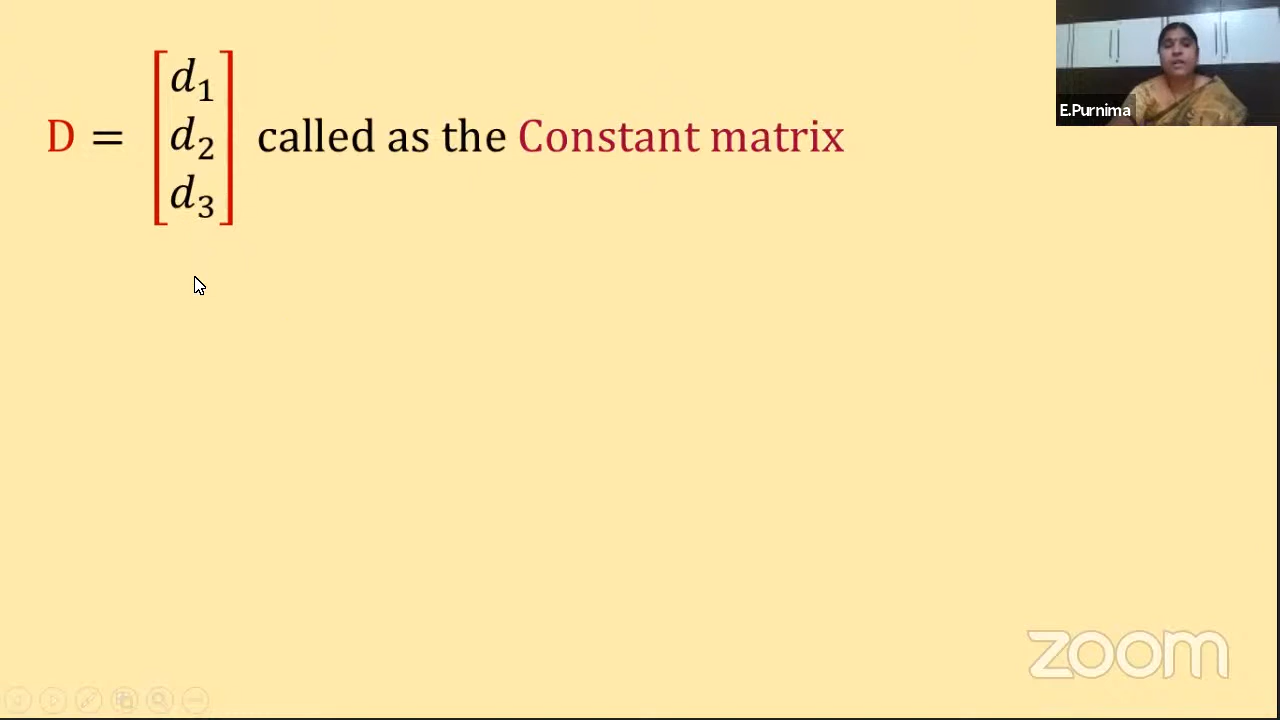 D = [d₁ d₂ d₃] called as the Constant matrix
E.Purnima
zoom